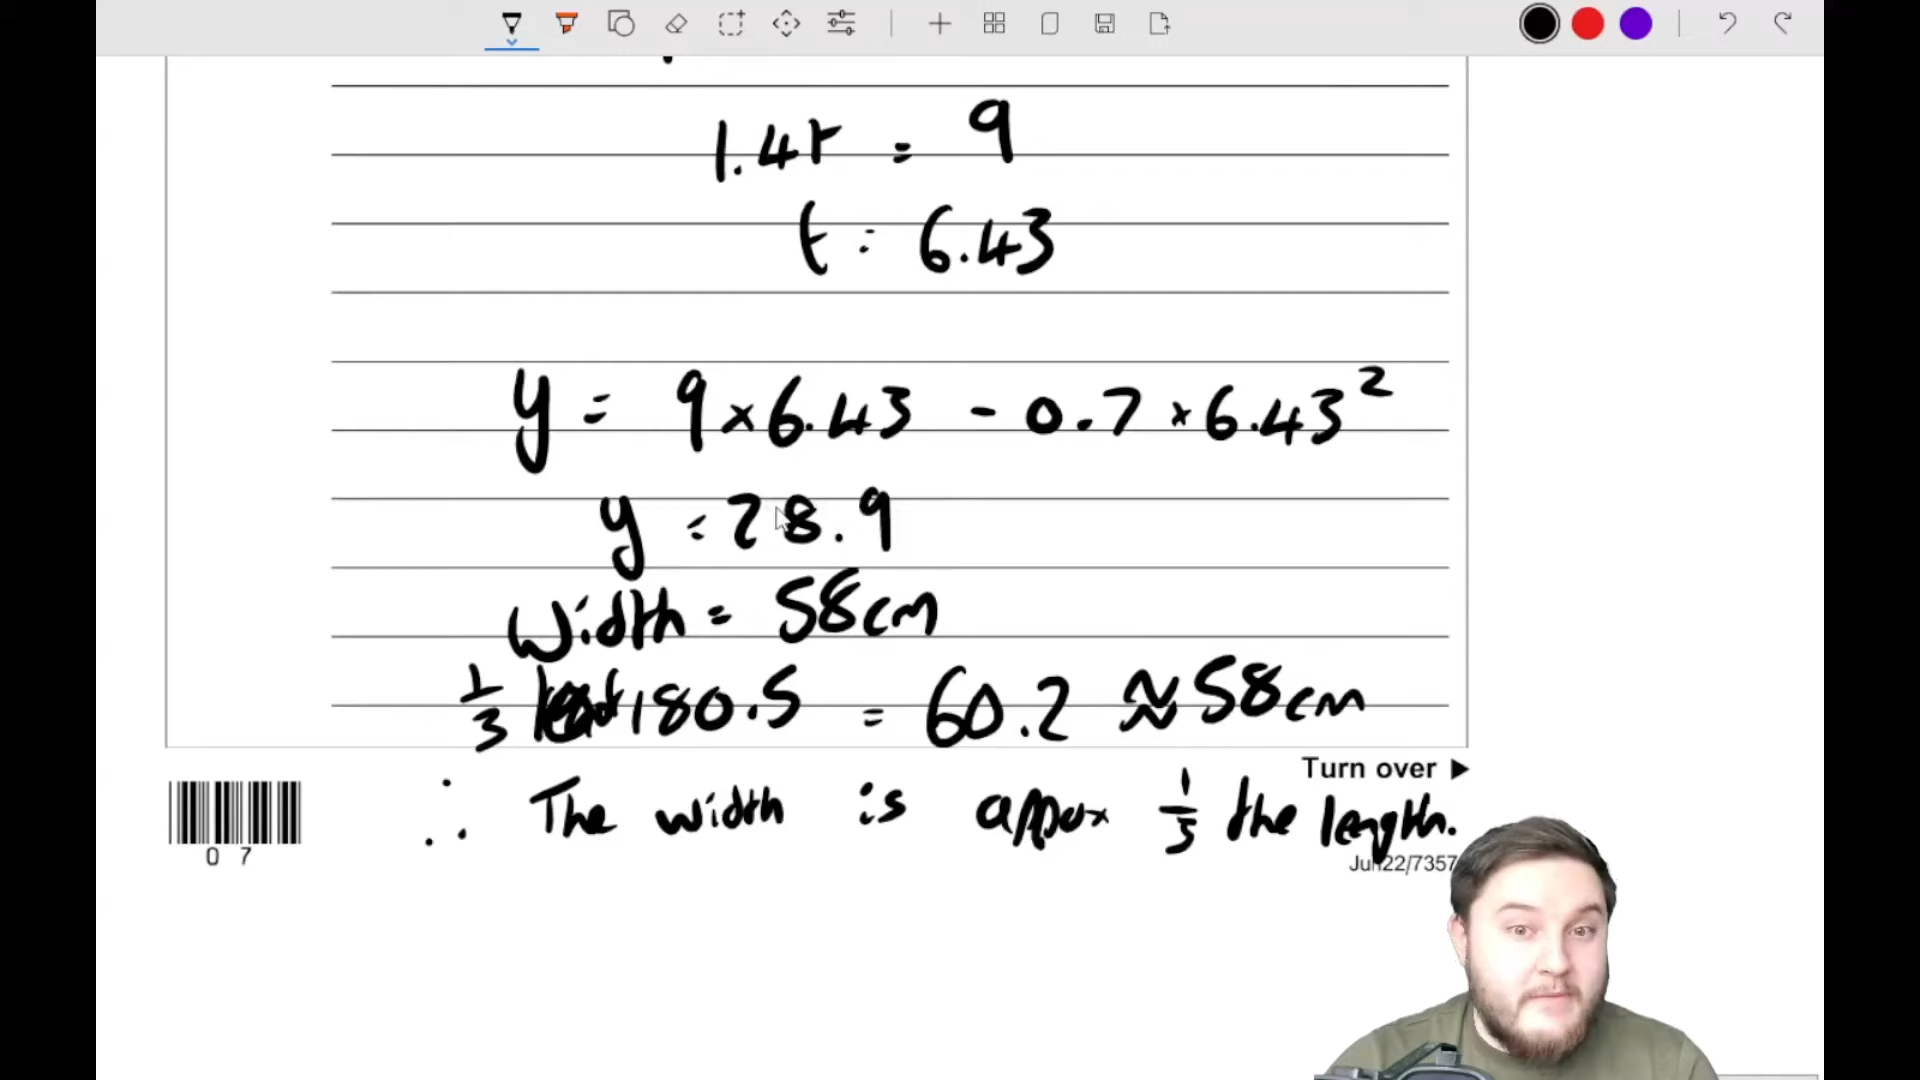 1.4t = 9
t = 6.43
y = 9 × 6.43 - 0.7 × 6.43²
y = 28.9
Width = 58cm
1/3 180.5 = 60.2 ≈ 58cm
Turn over ▶
∴ The width is appox 1/3 the length.
0 7
Jun22/7357